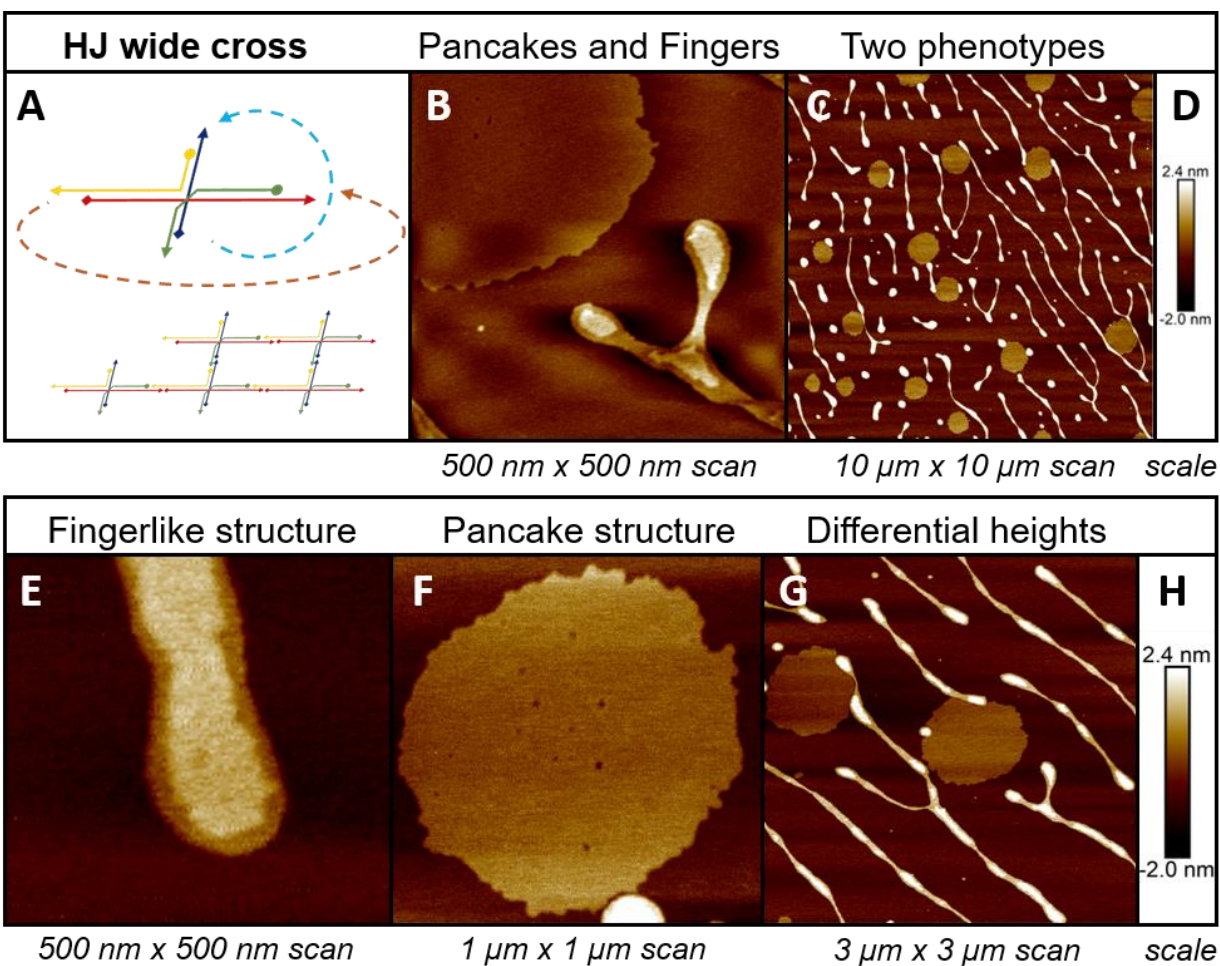 HJ wide cross Pancakes and Fingers Two phenotypes
A B C D
2.4 nm
-2.0 nm
500 nm x 500 nm scan 10 µm x 10 µm scan scale
Fingerlike structure Pancake structure Differential heights
E F G H
2.4 nm
-2.0 nm
500 nm x 500 nm scan 1 µm x 1 µm scan 3 µm x 3 µm scan scale